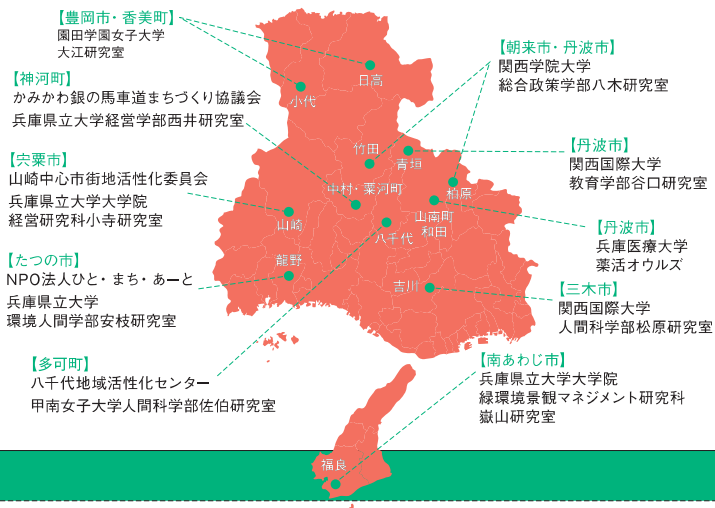 【豊岡市・香美町】
園田学園女子大学
大江研究室
【神河町】
かみかわ銀の馬車道まちづくり協議会
兵庫県立大学経営学部西井研究室
【宍粟市】
山崎中心市街地活性化委員会
兵庫県立大学大学院
経営研究科小寺研究室
【たつの市】
NPO法人ひと・まち・あーと
兵庫県立大学
環境人間学部安枝研究室
【多可町】
八千代地域活性化センター
甲南女子大学人間科学部佐伯研究室
【朝来市・丹波市】
関西学院大学
総合政策学部八木研究室
【丹波市】
関西国際大学
教育学部谷口研究室
【丹波市】
兵庫医療大学
薬活オウルズ
【三木市】
関西国際大学
人間科学部松原研究室
【南あわじ市】
兵庫県立大学大学院
緑環境景観マネジメント研究科
嶽山研究室
日高
小代
竹田
青垣
柏原
中村・粟河町
山南町
和田
山崎
八千代
龍野
吉川
福良